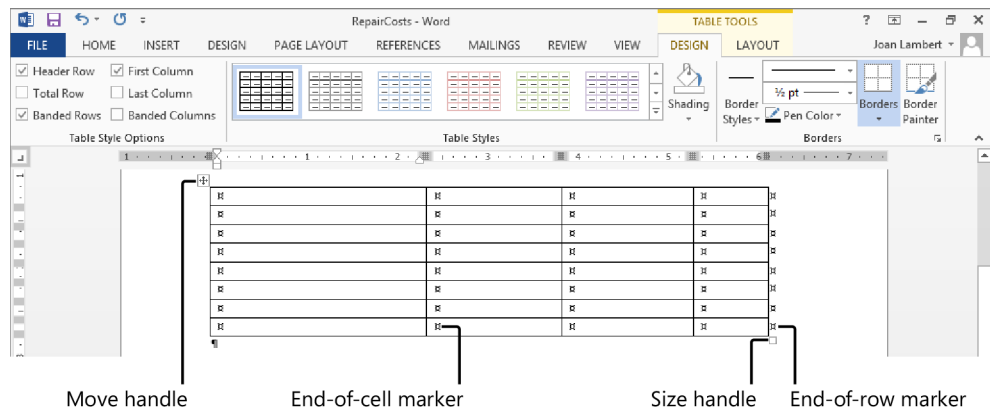 RepairCosts - Word
TABLE TOOLS
?
FILE HOME INSERT DESIGN PAGE LAYOUT REFERENCES MAILINGS REVIEW VIEW DESIGN LAYOUT Joan Lambert
Header Row First Column
Total Row Last Column
Banded Rows Banded Columns
Table Style Options
Table Styles
Shading
Border Styles
½ pt
Pen Color
Borders
Border Painter
Borders
1 1 2 3 4 5 6 7
¤ ¤ ¤ ¤ ¤
¤ ¤ ¤ ¤ ¤
¤ ¤ ¤ ¤ ¤
¤ ¤ ¤ ¤ ¤
¤ ¤ ¤ ¤ ¤
¤ ¤ ¤ ¤ ¤
¤ ¤ ¤ ¤ ¤
¤ ¤ ¤ ¤ ¤
¶
Move handle End-of-cell marker Size handle End-of-row marker